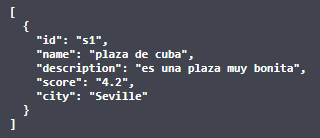 [
  {
    "id": "s1",
    "name": "plaza de cuba",
    "description": "es una plaza muy bonita",
    "score": "4.2",
    "city": "Seville"
  }
]